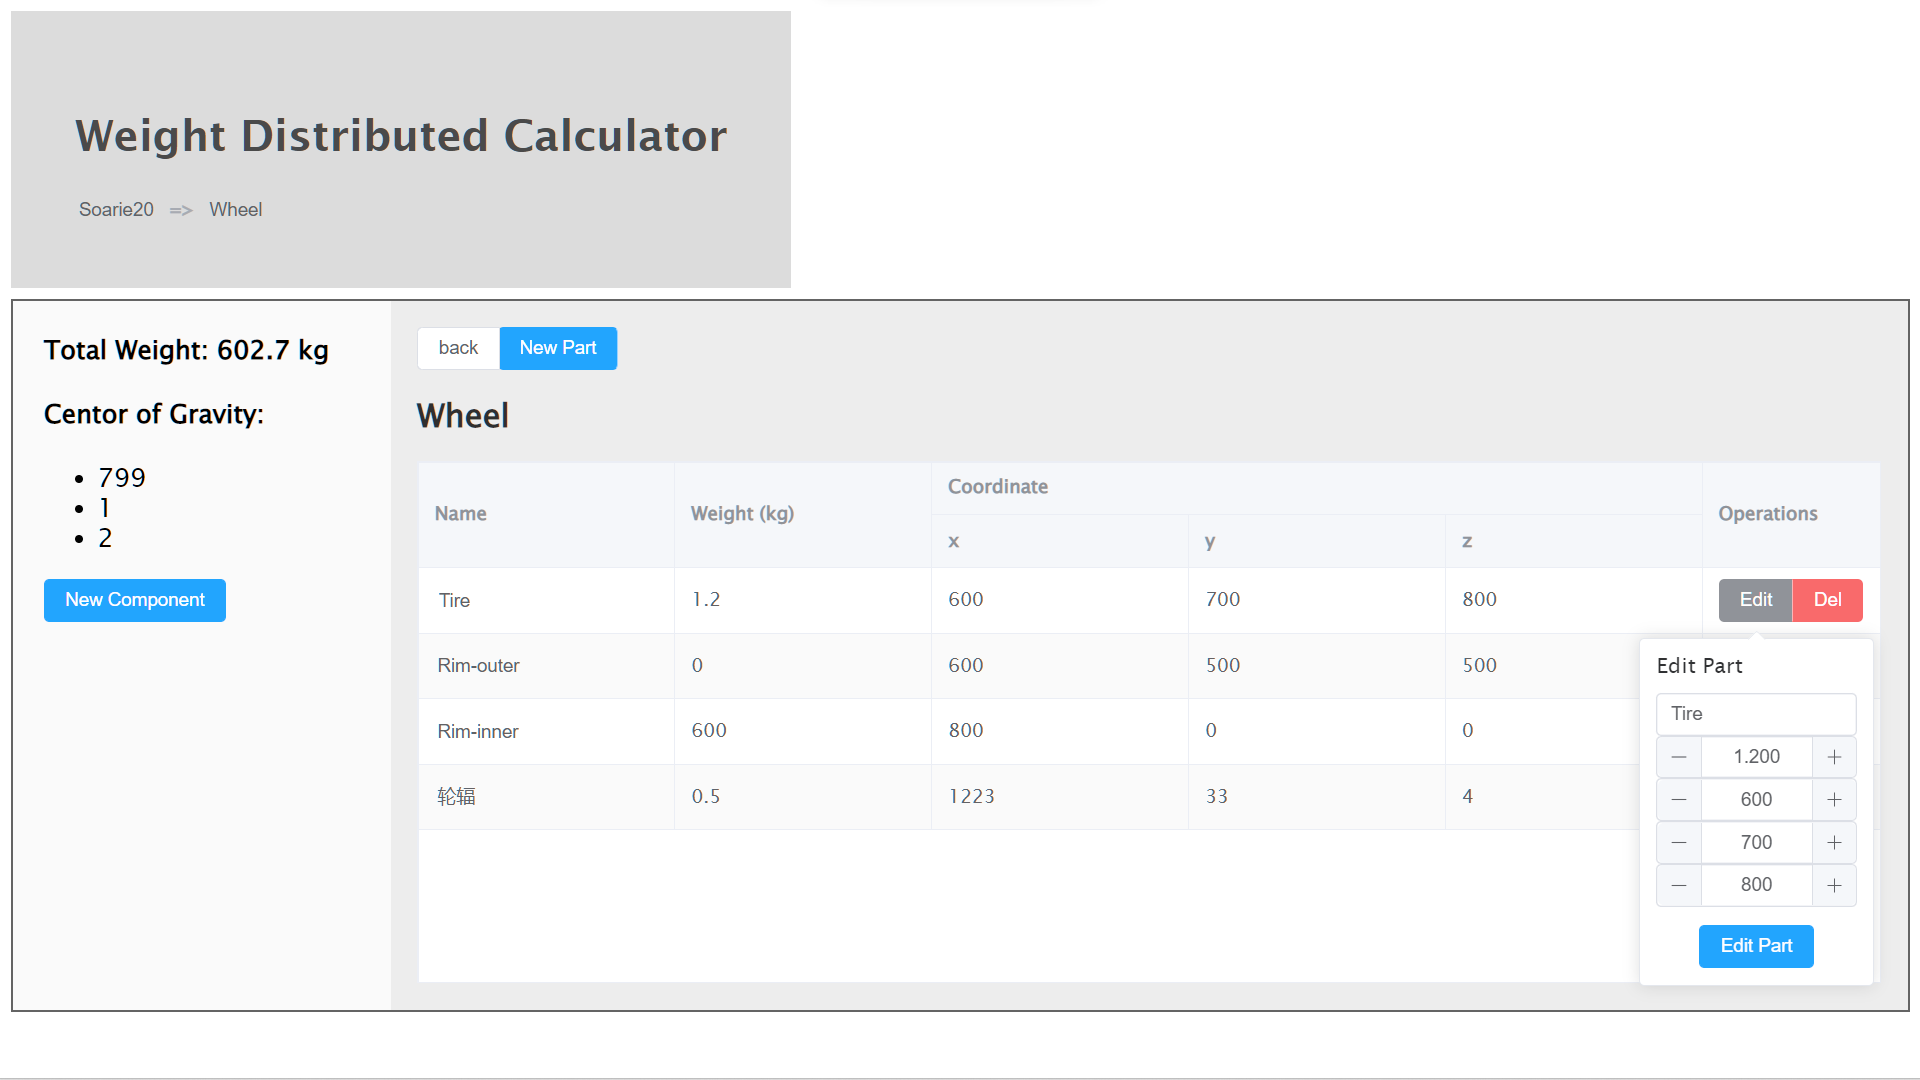 Weight Distributed Calculator
Soarie20 => Wheel
Total Weight: 602.7 kg
Centor of Gravity:
• 799
• 1
• 2
New Component
back New Part
Wheel
Name Weight (kg) Coordinate Operations
x y z
Tire 1.2 600 700 800 Edit Del
Rim-outer 0 600 500 500
Rim-inner 600 800 0 0
轮辐 0.5 1223 33 4
Edit Part
Tire
— 1.200 +
— 600 +
— 700 +
— 800 +
Edit Part